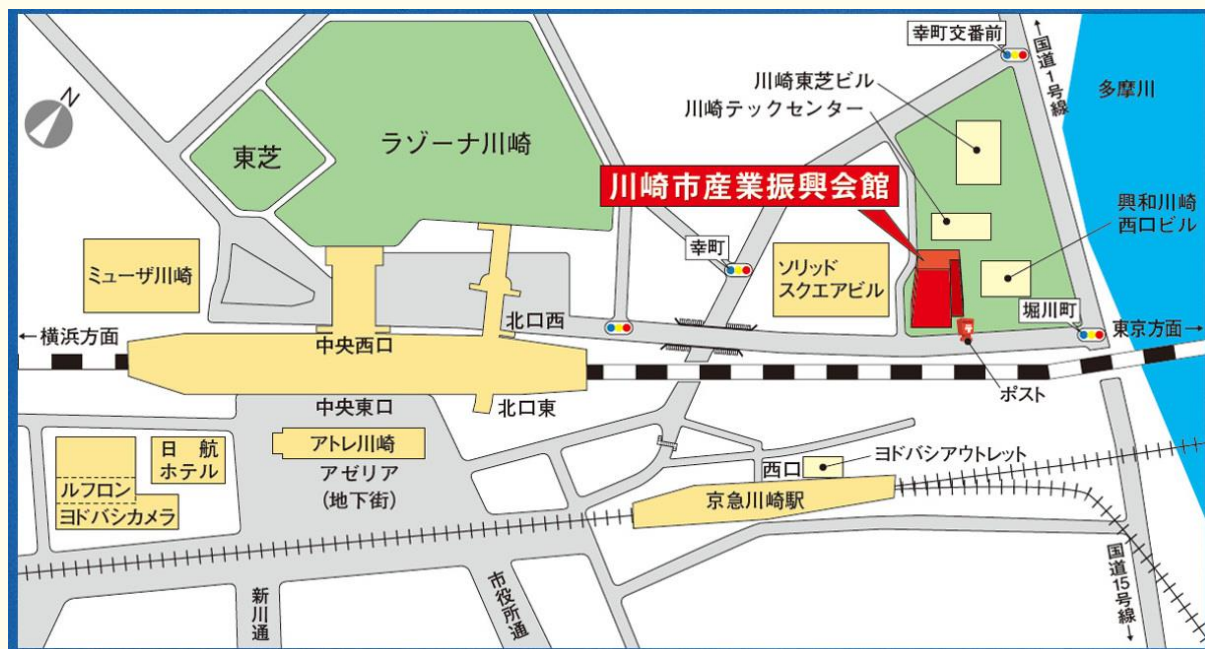 幸町交番前
↑国道1号線
多摩川
川崎東芝ビル
川崎テックセンター
N
東芝
ラゾーナ川崎
川崎市産業振興会館
興和川崎
西口ビル
幸町
ミューザ川崎
ソリッド
スクエアビル
堀川町
北口西
←横浜方面
東京方面→
中央西口
ポスト
中央東口
北口東
日航
ホテル
アトレ川崎
ルフロン
ヨドバシカメラ
アゼリア
(地下街)
西口
ヨドバシアウトレット
京急川崎駅
国道15号線→
新川通
市役所通